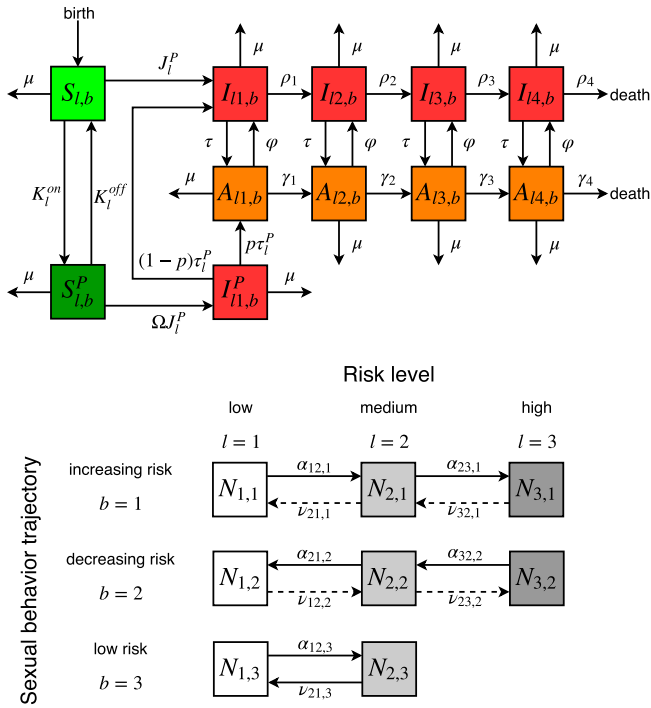 birth
μ S_{l,b} J_l^P I_{l1,b} ρ_1 I_{l2,b} ρ_2 I_{l3,b} ρ_3 I_{l4,b} ρ_4 death
μ μ μ μ
τ φ τ φ τ φ τ φ
K_l^{on} K_l^{off} μ A_{l1,b} γ_1 A_{l2,b} γ_2 A_{l3,b} γ_3 A_{l4,b} γ_4 death
μ μ μ
(1 − p)τ_l^P pτ_l^P
μ S_{l,b}^P ΩJ_l^P I_{l1,b}^P μ
Risk level
low medium high
l = 1 l = 2 l = 3
Sexual behavior trajectory
increasing risk
b = 1
N_{1,1} α_{12,1} ν_{21,1} N_{2,1} α_{23,1} ν_{32,1} N_{3,1}
decreasing risk
b = 2
N_{1,2} α_{21,2} ν_{12,2} N_{2,2} α_{32,2} ν_{23,2} N_{3,2}
low risk
b = 3
N_{1,3} α_{12,3} ν_{21,3} N_{2,3}